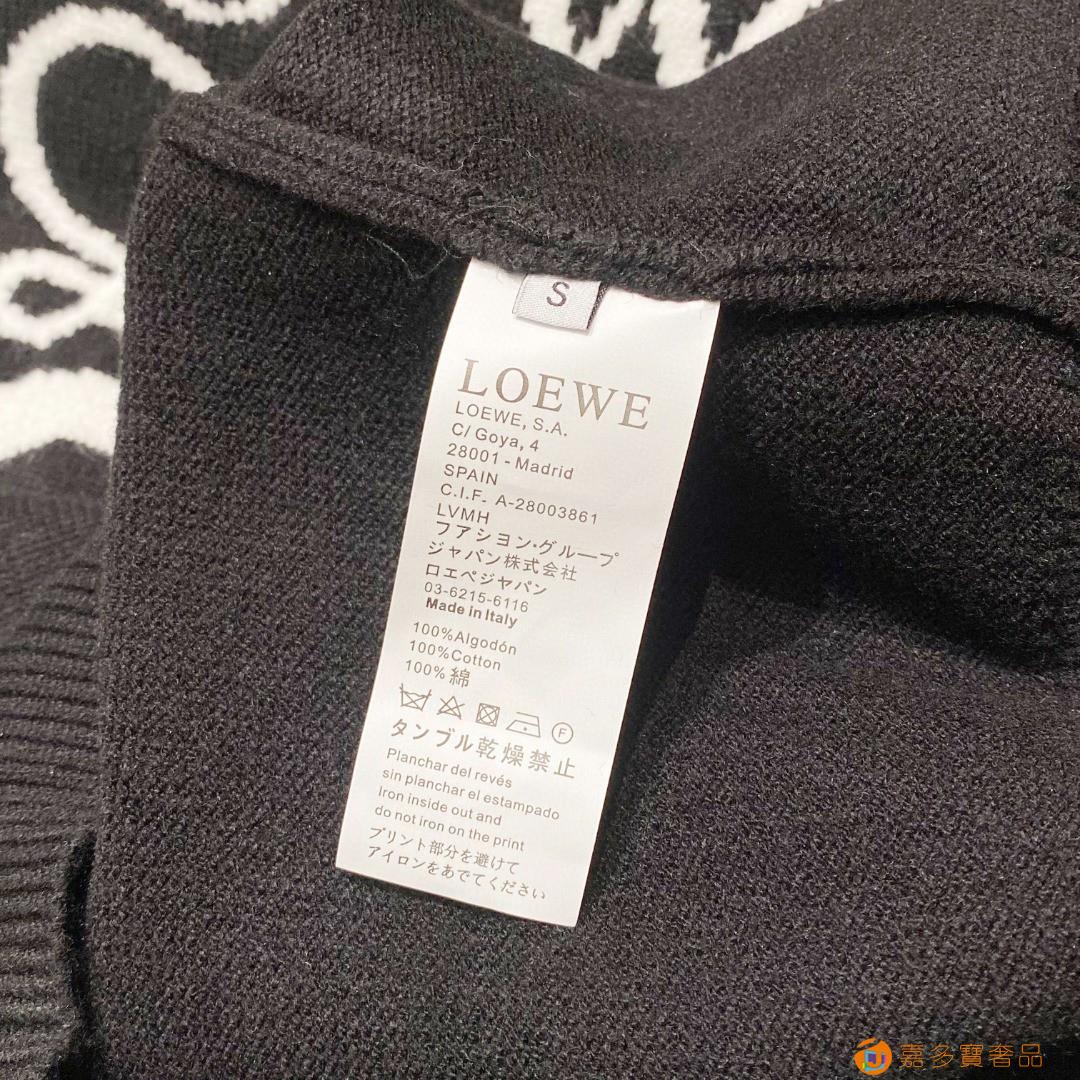 S
LOEWE
LOEWE, S.A.
C/ Goya, 4
28001 - Madrid
SPAIN
C.I.F. A-28003861
LVMH
フアション·グループ
ジャパン株式会社
ロエベジャパン
03-6215-6116
Made in Italy
100%Algodón
100%Cotton
100% 綿
F
タンブル乾燥禁止
Planchar del revés
sin planchar el estampado
Iron inside out and
do not iron on the print
プリント部分を避けて
アイロンをあでてください
嘉多寶奢品